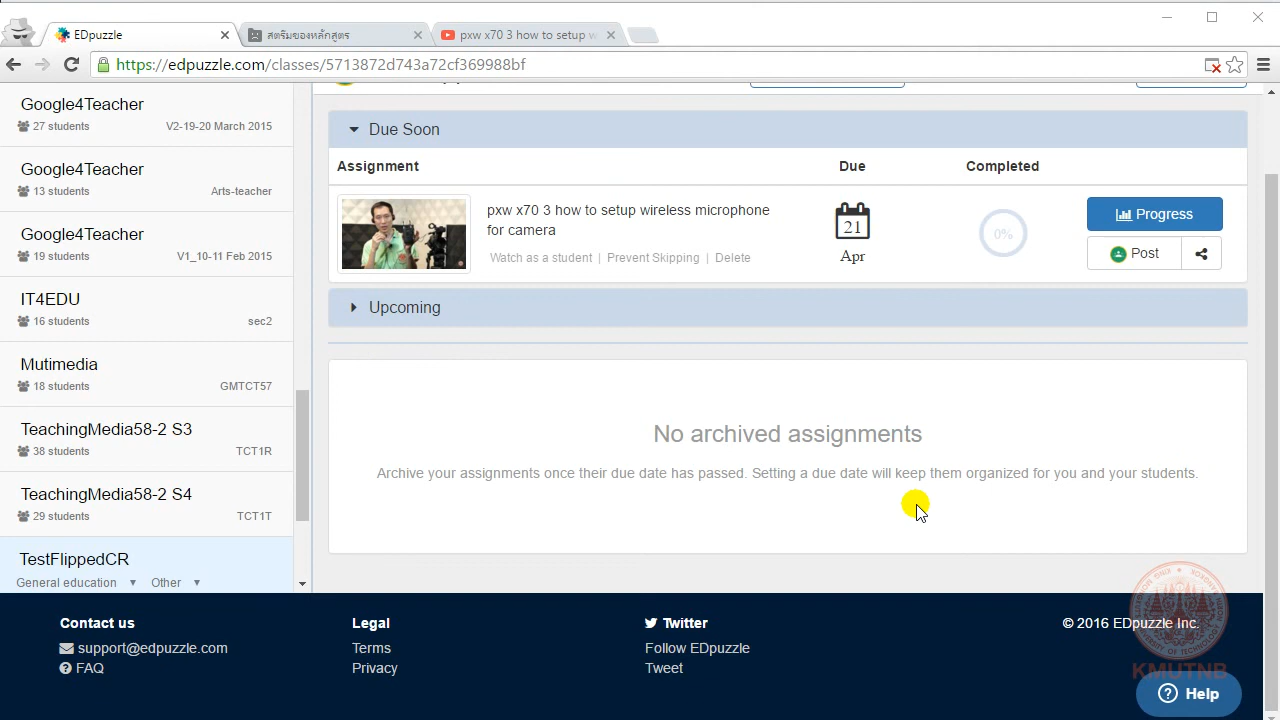 EDpuzzle
สตรีมของหลักสูตร
pxw x70 3 how to setup w
https://edpuzzle.com/classes/5713872d743a72cf369988bf
Google4Teacher
27 students V2-19-20 March 2015
Google4Teacher
13 students Arts-teacher
Google4Teacher
19 students V1_10-11 Feb 2015
IT4EDU
16 students sec2
Mutimedia
18 students GMTCT57
TeachingMedia58-2 S3
38 students TCT1R
TeachingMedia58-2 S4
29 students TCT1T
TestFlippedCR
General education Other
Due Soon
Assignment Due Completed
pxw x70 3 how to setup wireless microphone
for camera
Watch as a student | Prevent Skipping | Delete
21
Apr
0%
Progress
Post
Upcoming
No archived assignments
Archive your assignments once their due date has passed. Setting a due date will keep them organized for you and your students.
Contact us
support@edpuzzle.com
FAQ
Legal
Terms
Privacy
Twitter
Follow EDpuzzle
Tweet
© 2016 EDpuzzle Inc.
KMUTNB
Help